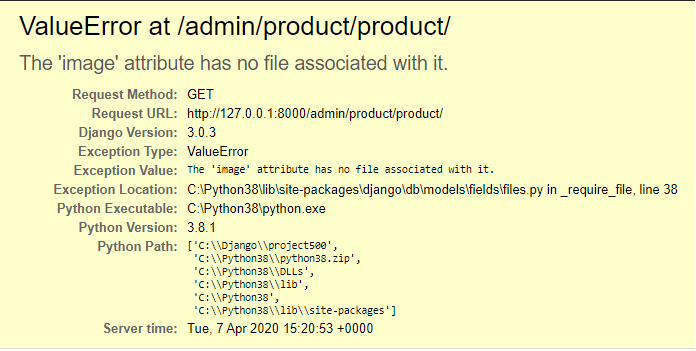 ValueError at /admin/product/product/
The 'image' attribute has no file associated with it.
Request Method: GET
Request URL: http://127.0.0.1:8000/admin/product/product/
Django Version: 3.0.3
Exception Type: ValueError
Exception Value: The 'image' attribute has no file associated with it.
Exception Location: C:\Python38\lib\site-packages\django\db\models\fields\files.py in _require_file, line 38
Python Executable: C:\Python38\python.exe
Python Version: 3.8.1
Python Path: ['C:\\Django\\project500',
'C:\\Python38\\python38.zip',
'C:\\Python38\\DLLs',
'C:\\Python38\\lib',
'C:\\Python38',
'C:\\Python38\\lib\\site-packages']
Server time: Tue, 7 Apr 2020 15:20:53 +0000